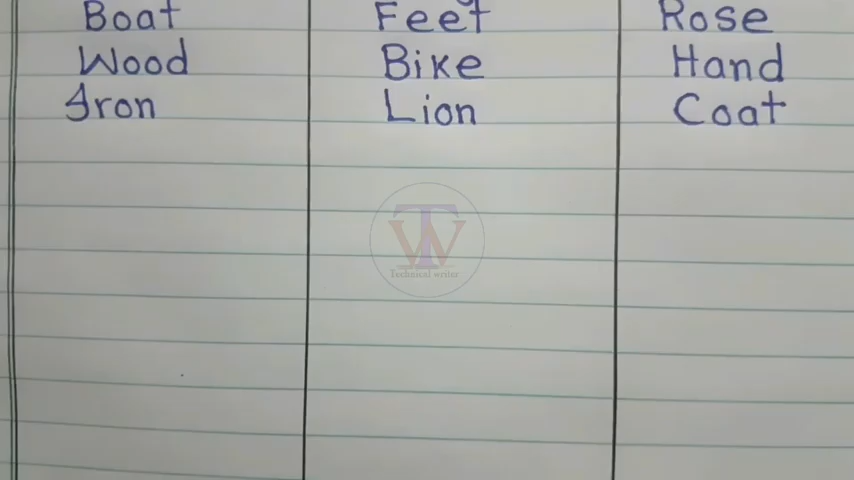 Boat Feet Rose
Wood Bike Hand
Iron Lion Coat
TW
Technical writer